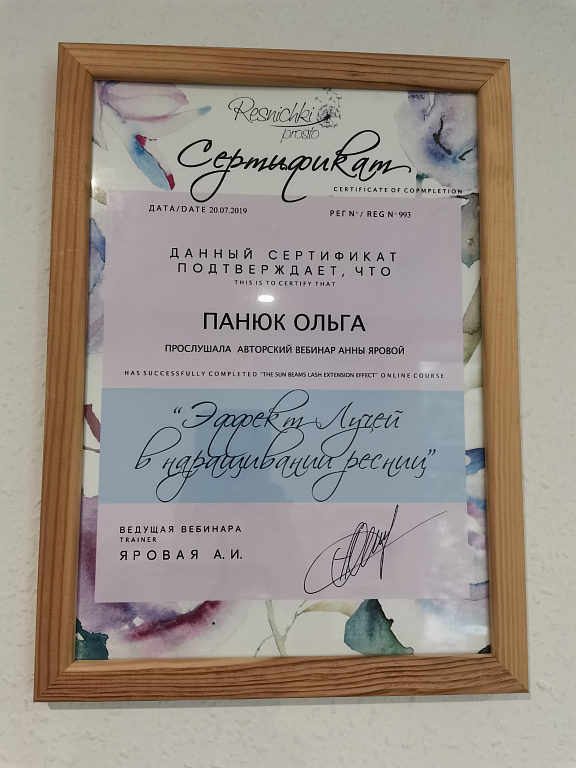 Resnichki
prosto
Сертификат
CERTIFICATE OF COPMPLETION
ДАТА/DATE 20.07.2019
РЕГ N°/ REG N° 993
ДАННЫЙ СЕРТИФИКАТ
ПОДТВЕРЖДАЕТ, ЧТО
THIS IS TO CERTIFY THAT
ПАНЮК ОЛЬГА
ПРОСЛУШАЛА АВТОРСКИЙ ВЕБИНАР АННЫ ЯРОВОЙ
HAS SUCCESSFULLY COMPLETED "THE SUN BEAMS LASH EXTENSION EFFECT" ONLINE COURSE
“Эффект Лучей
в наращивании ресниц”
ВЕДУЩАЯ ВЕБИНАРА
TRAINER
ЯРОВАЯ А.И.